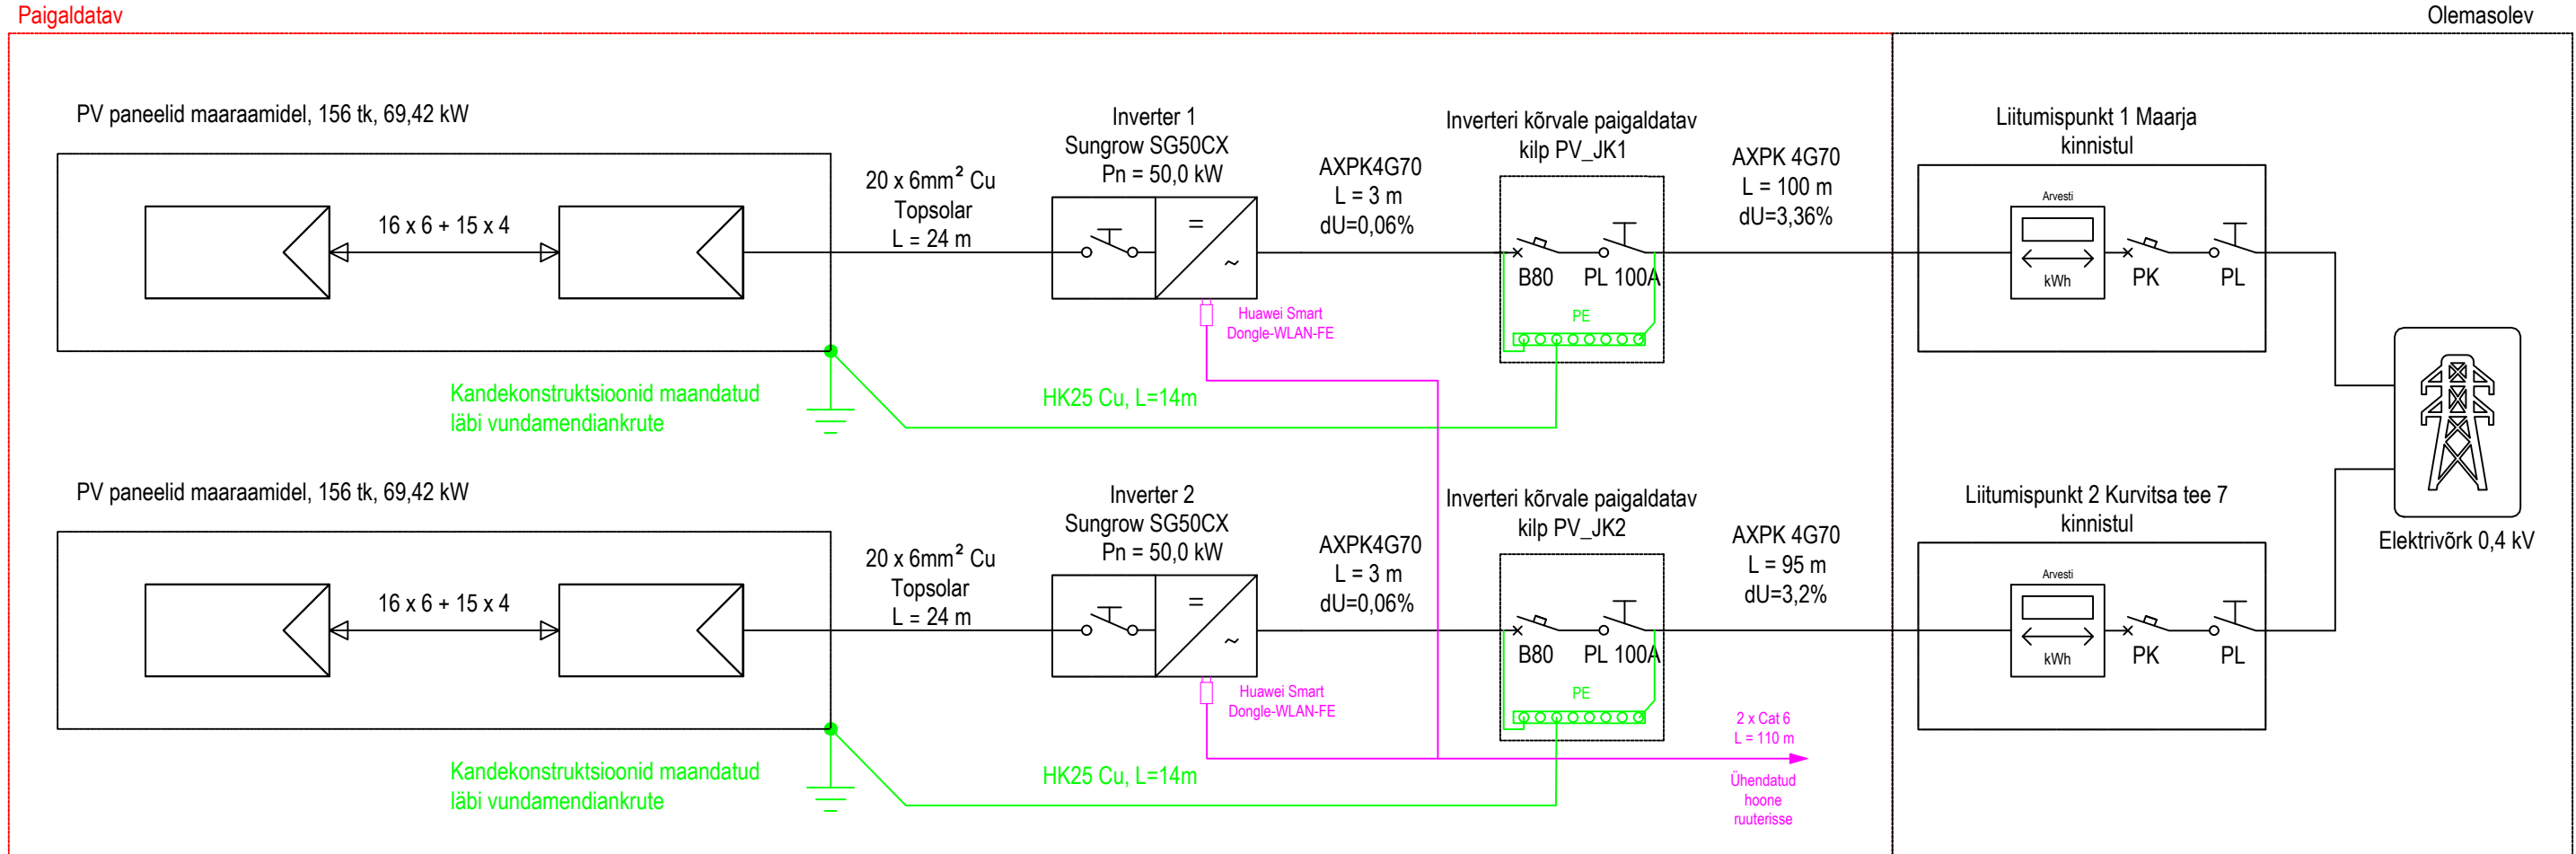 Paigaldatav
Olemasolev
PV paneelid maaraamidel, 156 tk, 69,42 kW
16 x 6 + 15 x 4
20 x 6mm² Cu
Topsolar
L = 24 m
Inverter 1
Sungrow SG50CX
Pn = 50,0 kW
=
~
Huawei Smart
Dongle-WLAN-FE
AXPK4G70
L = 3 m
dU=0,06%
Inverteri kõrvale paigaldatav
kilp PV_JK1
B80
PL 100A
PE
AXPK 4G70
L = 100 m
dU=3,36%
Liitumispunkt 1 Maarja
kinnistul
Arvesti
kWh
PK
PL
Kandekonstruktsioonid maandatud
läbi vundamendiankrute
HK25 Cu, L=14m
PV paneelid maaraamidel, 156 tk, 69,42 kW
16 x 6 + 15 x 4
20 x 6mm² Cu
Topsolar
L = 24 m
Inverter 2
Sungrow SG50CX
Pn = 50,0 kW
=
~
Huawei Smart
Dongle-WLAN-FE
AXPK4G70
L = 3 m
dU=0,06%
Inverteri kõrvale paigaldatav
kilp PV_JK2
B80
PL 100A
PE
AXPK 4G70
L = 95 m
dU=3,2%
Liitumispunkt 2 Kurvitsa tee 7
kinnistul
Arvesti
kWh
PK
PL
Elektrivõrk 0,4 kV
Kandekonstruktsioonid maandatud
läbi vundamendiankrute
HK25 Cu, L=14m
2 x Cat 6
L = 110 m
Ühendatud
hoone
ruuterisse